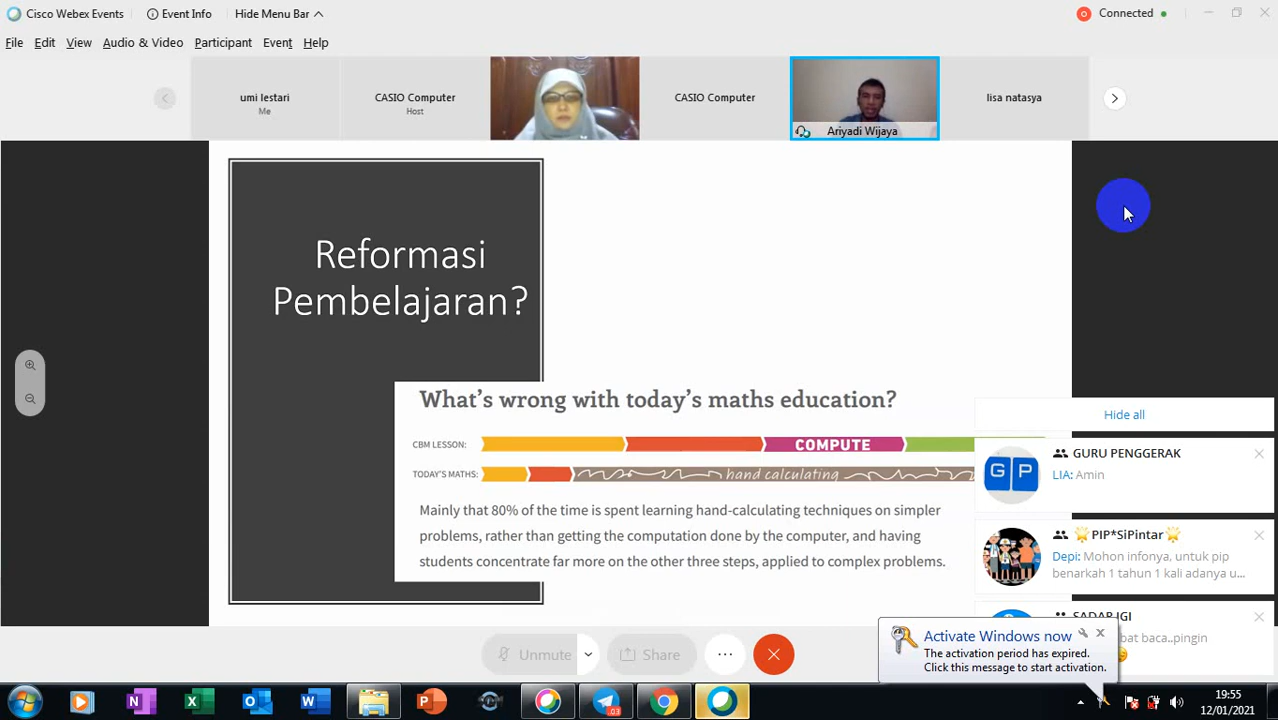 Cisco Webex Events
Event Info
Hide Menu Bar
Connected
File Edit View Audio & Video Participant Event Help
umi lestari
Me
CASIO Computer
Host
CASIO Computer
Ariyadi Wijaya
lisa natasya
Reformasi
Pembelajaran?
What's wrong with today's maths education?
CBM LESSON:
COMPUTE
TODAY'S MATHS:
hand calculating
Mainly that 80% of the time is spent learning hand-calculating techniques on simpler
problems, rather than getting the computation done by the computer, and having
students concentrate far more on the other three steps, applied to complex problems.
Hide all
GURU PENGGERAK
LIA: Amin
GP
🌟PIP*SiPintar🌟
Depi: Mohon infonya, untuk pip
benarkah 1 tahun 1 kali adanya u...
SADAR IGI
bat baca..pingin
Activate Windows now
The activation period has expired.
Click this message to start activation.
Unmute
Share
19:55
12/01/2021